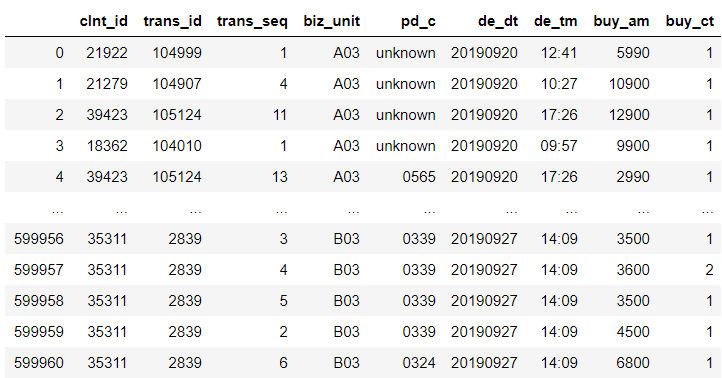 clnt_id trans_id trans_seq biz_unit pd_c de_dt de_tm buy_am buy_ct
0 21922 104999 1 A03 unknown 20190920 12:41 5990 1
1 21279 104907 4 A03 unknown 20190920 10:27 10900 1
2 39423 105124 11 A03 unknown 20190920 17:26 12900 1
3 18362 104010 1 A03 unknown 20190920 09:57 9900 1
4 39423 105124 13 A03 0565 20190920 17:26 2990 1
... ... ... ... ... ... ... ... ... ...
599956 35311 2839 3 B03 0339 20190927 14:09 3500 1
599957 35311 2839 4 B03 0339 20190927 14:09 3600 2
599958 35311 2839 5 B03 0339 20190927 14:09 3500 1
599959 35311 2839 2 B03 0339 20190927 14:09 4500 1
599960 35311 2839 6 B03 0324 20190927 14:09 6800 1